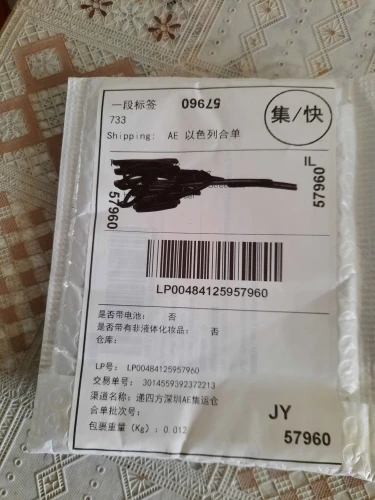 一段标签
57960
集/快
733
Shipping: AE 以色列合单
IL
57960
57960
LP00484125957960
是否带电池: 否
是否带有非液体化妆品: 否
仓库:
LP号: LP00484125957960
交易单号: 3014559392372213
渠道名称: 递四方深圳AE集运仓
合单批次号:
包裹重量(Kg): 0.012
JY
57960